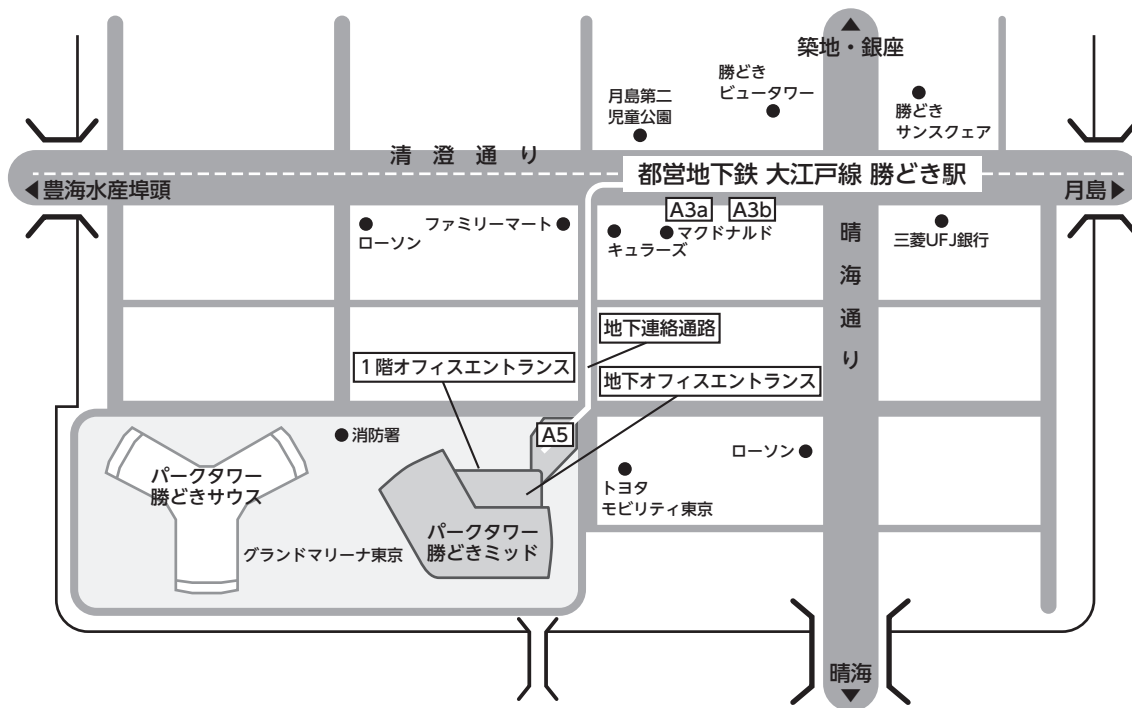 築地・銀座
勝どき
ビュータワー
月島第二
児童公園
勝どき
サンスクェア
清澄通り
都営地下鉄 大江戸線 勝どき駅
◀豊海水産埠頭
月島▶
A3a
A3b
ローソン
ファミリーマート
キュラーズ
マクドナルド
晴海通り
三菱UFJ銀行
地下連絡通路
1階オフィスエントランス
地下オフィスエントランス
A5
消防署
パークタワー
勝どきサウス
ローソン
トヨタ
モビリティ東京
パークタワー
勝どきミッド
グランドマリーナ東京
晴海